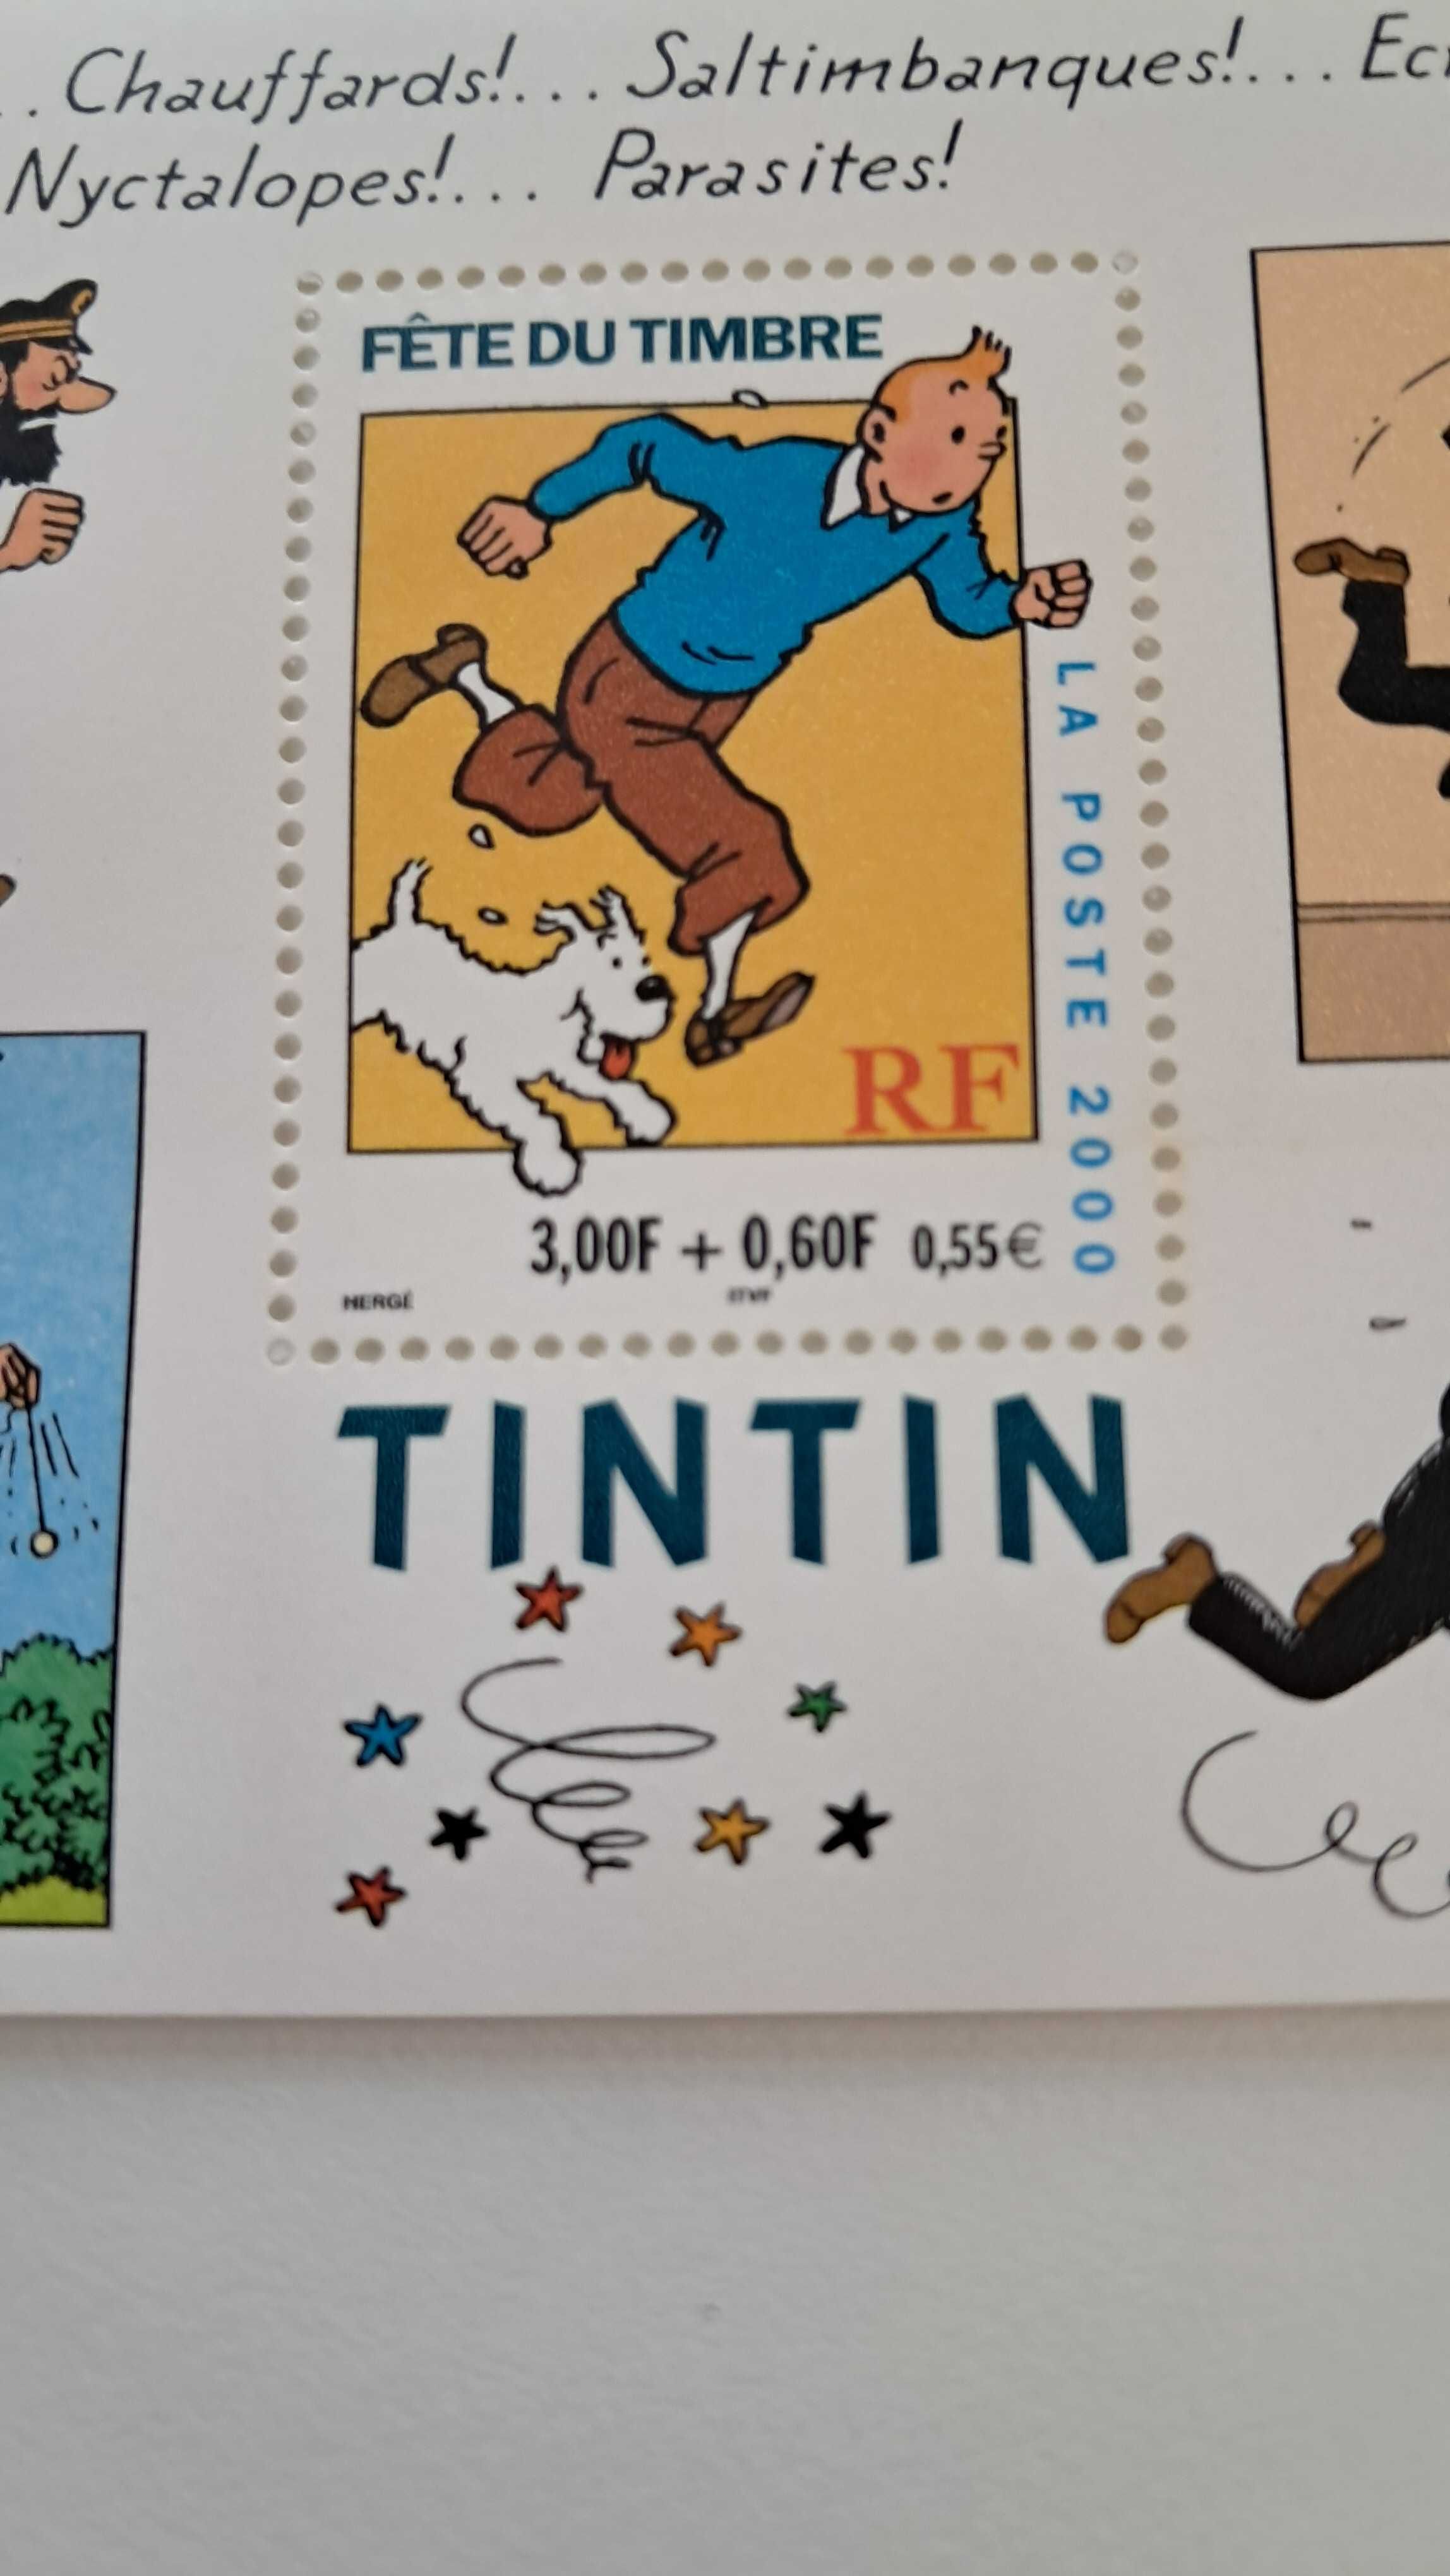 .. Chauffards!... Saltimbanques!...
Nyctalopes!... Parasites!
FÊTE DU TIMBRE
LA POSTE 2000
RF
3,00F + 0,60F 0,55€
HERGÉ
ITVF
TINTIN